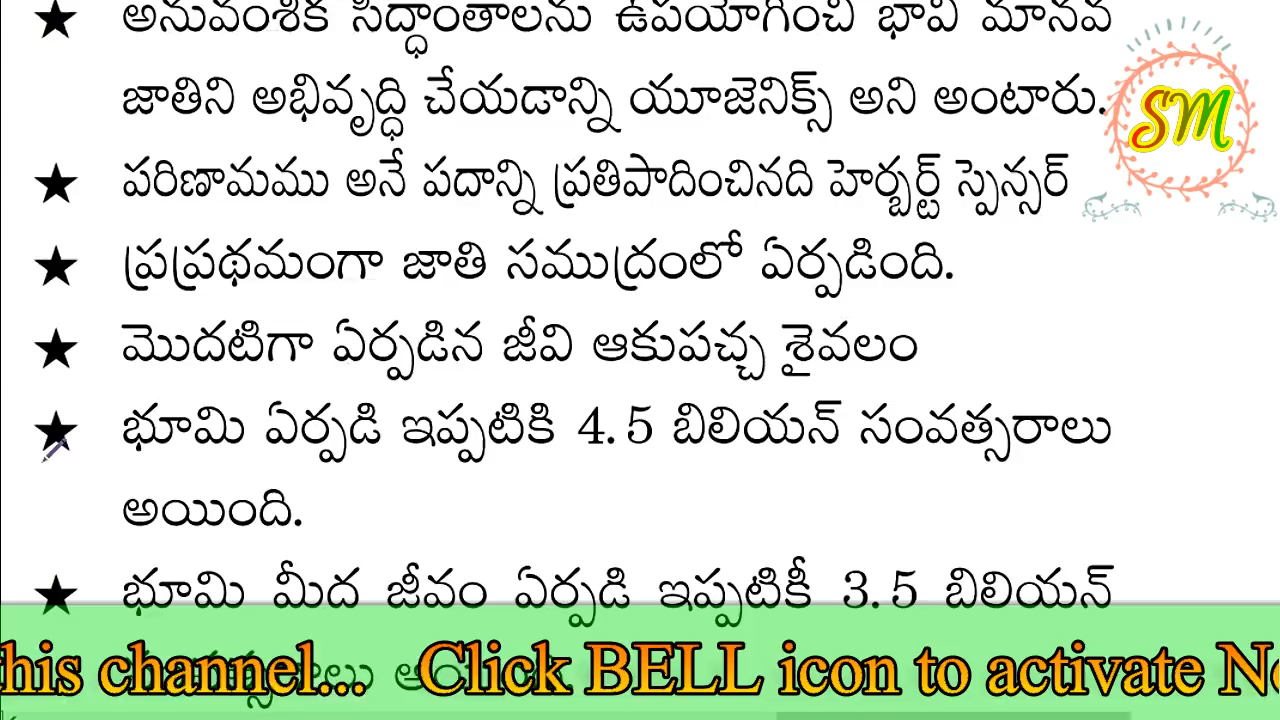 అనువంశిక సిద్ధాంతాలను ఉపయోగించి భావి మానవ
జాతిని అభివృద్ధి చేయడాన్ని యూజెనిక్స్ అని అంటారు.
SM
పరిణామము అనే పదాన్ని ప్రతిపాదించినది హెర్బర్ట్ స్పెన్సర్
ప్రప్రథమంగా జాతి సముద్రంలో ఏర్పడింది.
మొదటిగా ఏర్పడిన జీవి ఆకుపచ్చ శైవలం
భూమి ఏర్పడి ఇప్పటికి 4.5 బిలియన్ సంవత్సరాలు
అయింది.
భూమి మీద జీవం ఏర్పడి ఇప్పటికీ 3.5 బిలియన్
this channel... Click BELL icon to activate